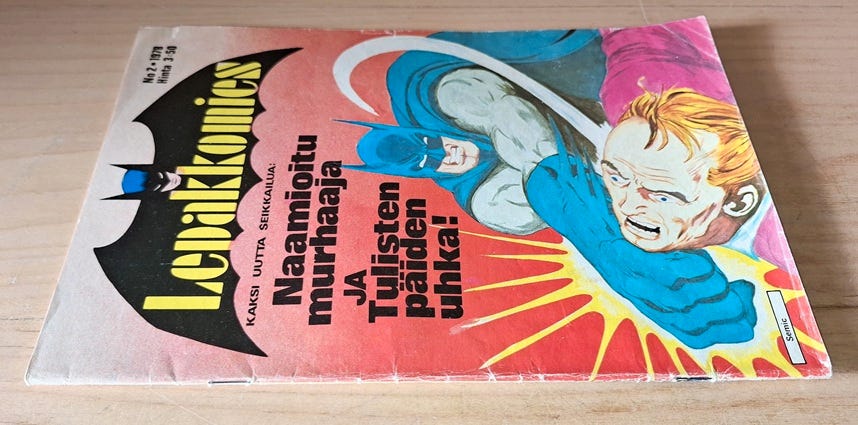 No 2 • 1979
Hinta 3:50
Lepakkomies
KAKSI UUTTA SEIKKAILUA:
Naamioitu
murhaaja
JA
Tulisten
päiden
uhka!
Semic